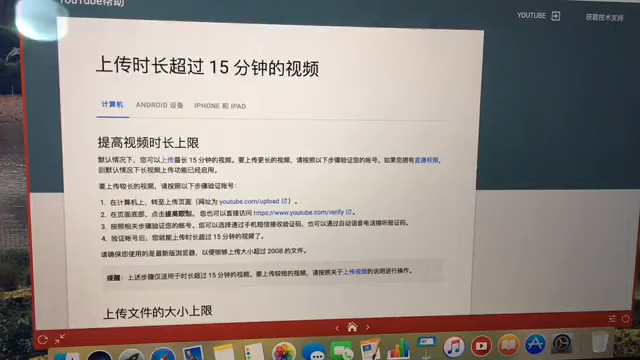 YouTube帮助
YOUTUBE
获取技术支持
上传时长超过 15 分钟的视频
计算机 ANDROID 设备 IPHONE 和 IPAD
提高视频时长上限
默认情况下，您可以上传最长 15 分钟的视频。要上传更长的视频，请按照以下步骤验证您的帐号。如果您拥有直播权限，
则默认情况下长视频上传功能已经启用。
要上传较长的视频，请按照以下步骤验证帐号：
1. 在计算机上，转至上传页面（网址为 youtube.com/upload ）。
2. 在页面底部，点击提高限制。您也可以直接访问 https://www.youtube.com/verify 。
3. 按照相关步骤验证您的帐号。您可以选择通过手机短信接收验证码，也可以通过自动语音电话接听验证码。
4. 验证帐号后，您就能上传时长超过 15 分钟的视频了。
请确保您使用的是最新版浏览器，以便能够上传大小超过 20GB 的文件。
提醒：上述步骤仅适用于时长超过 15 分钟的视频。要上传较短的视频，请按照关于上传视频的说明进行操作。
上传文件的大小上限